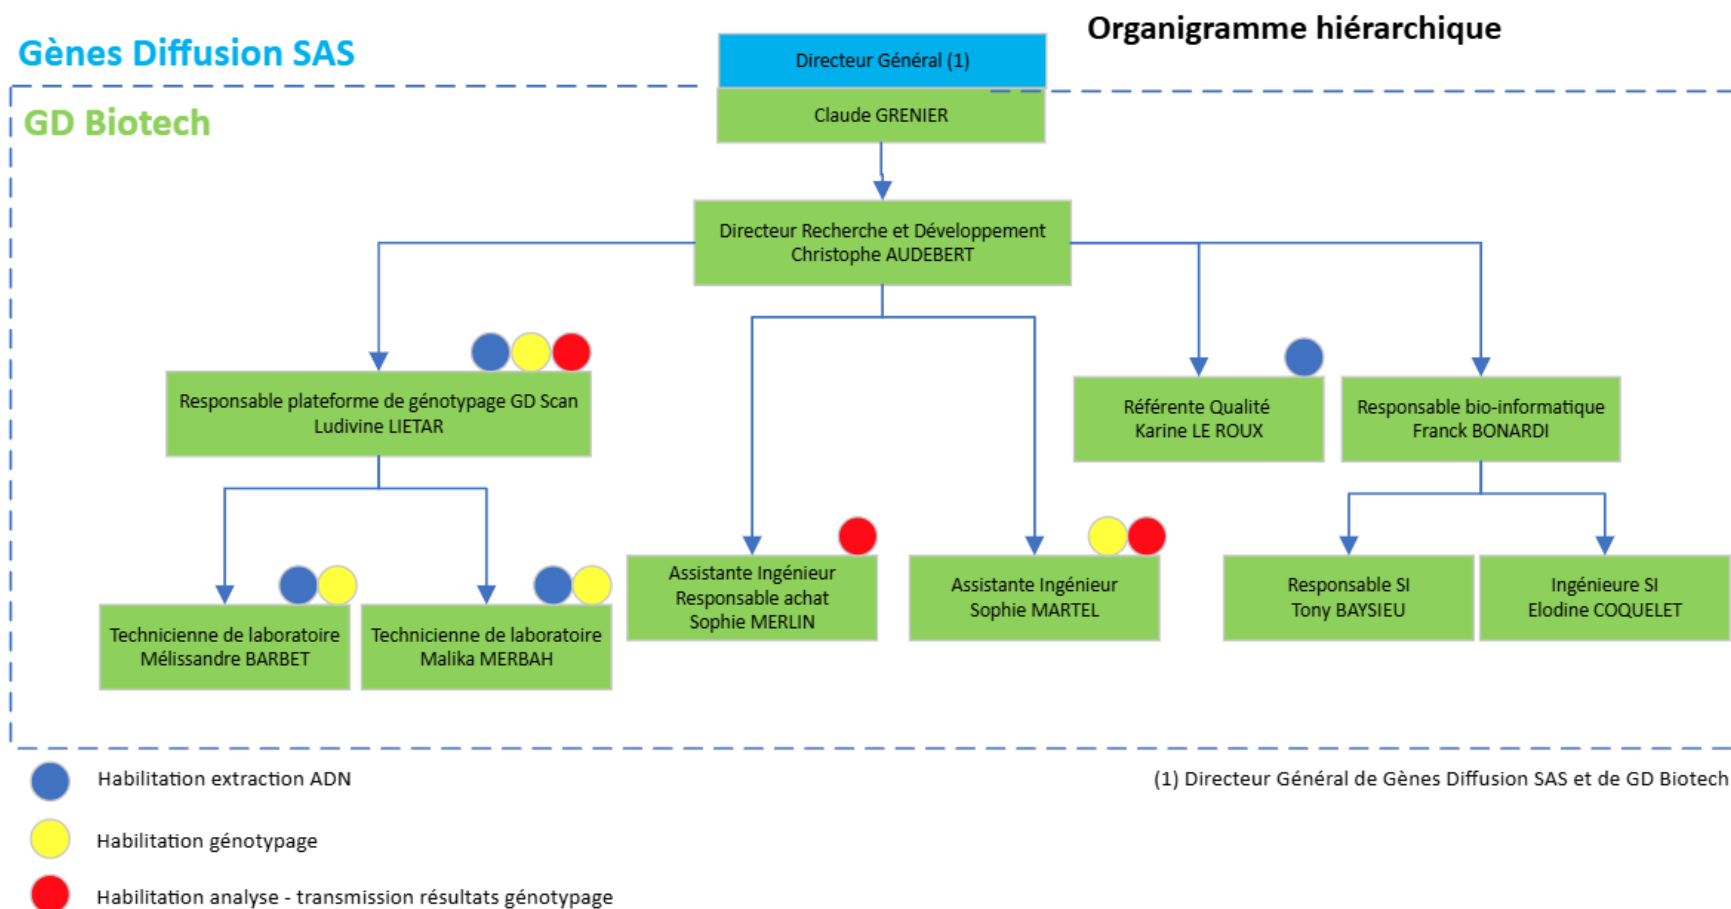 Organigramme hiérarchique
Gènes Diffusion SAS
Directeur Général (1)
GD Biotech
Claude GRENIER
Directeur Recherche et Développement
Christophe AUDEBERT
Responsable plateforme de génotypage GD Scan
Ludivine LIETAR
Référente Qualité
Karine LE ROUX
Responsable bio-informatique
Franck BONARDI
Technicienne de laboratoire
Mélissandre BARBET
Technicienne de laboratoire
Malika MERBAH
Assistante Ingénieur
Responsable achat
Sophie MERLIN
Assistante Ingénieur
Sophie MARTEL
Responsable SI
Tony BAYSIEU
Ingénieure SI
Elodine COQUELET
Habilitation extraction ADN
(1) Directeur Général de Gènes Diffusion SAS et de GD Biotech
Habilitation génotypage
Habilitation analyse - transmission résultats génotypage